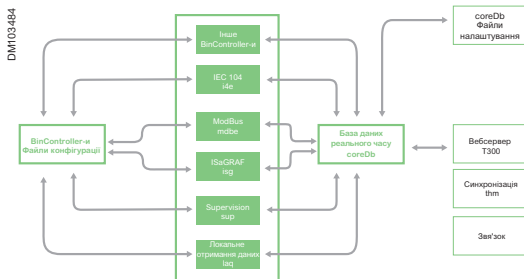 DM103484
Інше
BinController-и
IEC 104
i4e
ModBus
mdbe
ISaGRAF
isg
Supervision
sup
Локальне
отримання даних
laq
BinController-и
Файли конфігурації
База даних
реального часу
coreDb
coreDb
Файли
налаштування
Вебсервер
T300
Синхронізація
thm
Зв'язок